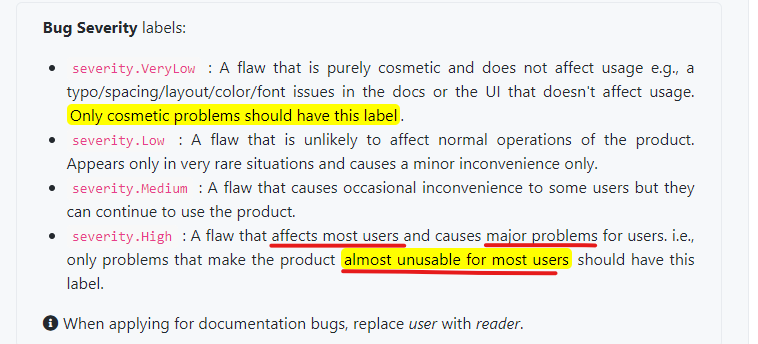 Bug Severity labels:
• severity.VeryLow : A flaw that is purely cosmetic and does not affect usage e.g., a
typo/spacing/layout/color/font issues in the docs or the UI that doesn't affect usage.
Only cosmetic problems should have this label.
• severity.Low : A flaw that is unlikely to affect normal operations of the product.
Appears only in very rare situations and causes a minor inconvenience only.
• severity.Medium : A flaw that causes occasional inconvenience to some users but they
can continue to use the product.
• severity.High : A flaw that affects most users and causes major problems for users. i.e.,
only problems that make the product almost unusable for most users should have this
label.
When applying for documentation bugs, replace user with reader.